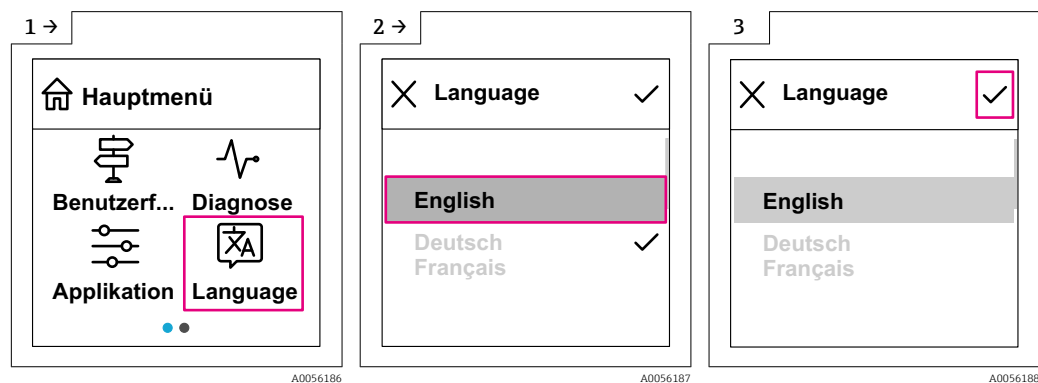 1 →
Hauptmenü
Benutzerf... Diagnose
Applikation Language
A0056186
2 →
Language
English
Deutsch
Français
A0056187
3
Language
English
Deutsch
Français
A0056188